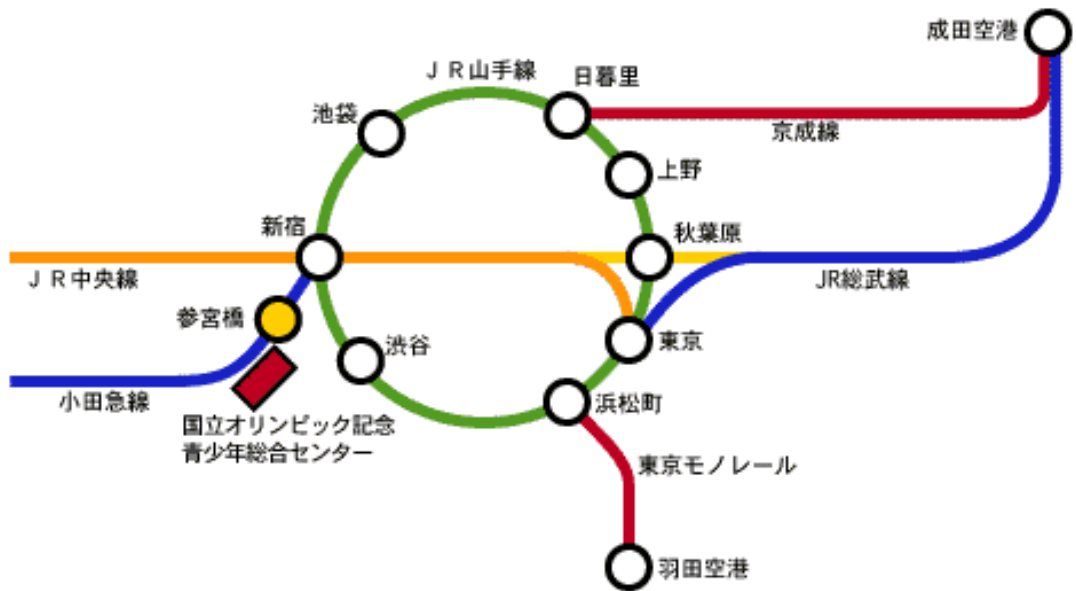 成田空港
ＪＲ山手線
日暮里
池袋
京成線
上野
新宿
秋葉原
ＪＲ中央線
JR総武線
参宮橋
渋谷
東京
小田急線
浜松町
国立オリンピック記念
青少年総合センター
東京モノレール
羽田空港